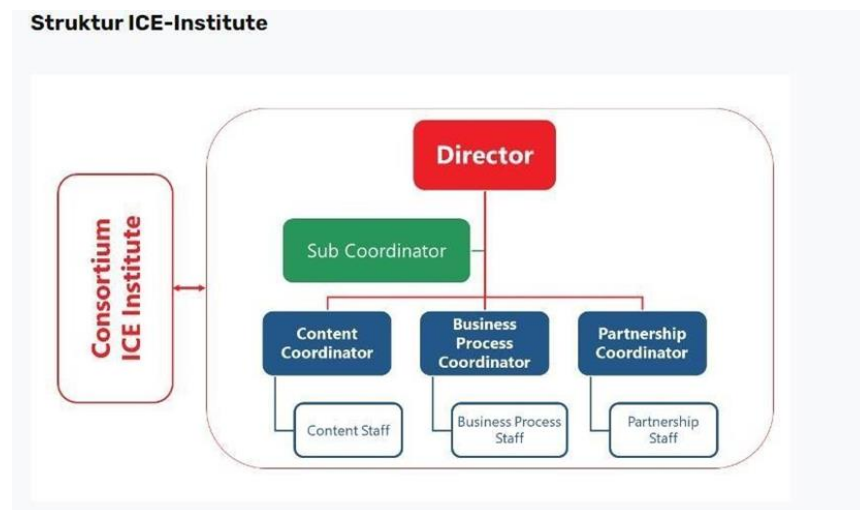 Struktur ICE-Institute
Consortium
ICE Institute
Director
Sub Coordinator
Content
Coordinator
Business
Process
Coordinator
Partnership
Coordinator
Content Staff
Business Process
Staff
Partnership
Staff